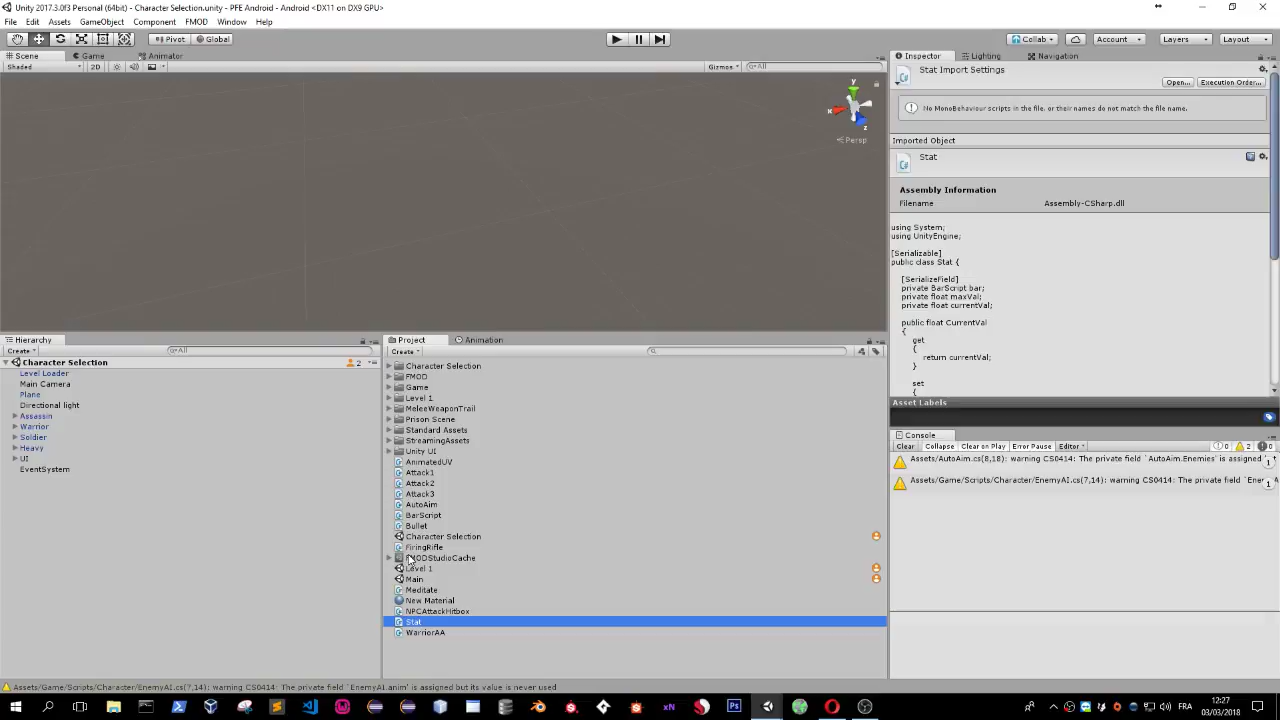 Unity 2017.3.0f3 Personal (64bit) - Character Selection.unity - PFE Android - Android <DX11 on DX9 GPU>
File Edit Assets GameObject Component FMOD Window Help
Pivot Global Collab Account Layers Layout
Scene Game Animator
Shaded 2D Gizmos All
y
x
z
Persp
Inspector Lighting Navigation
Stat Import Settings
Open... Execution Order...
No MonoBehaviour scripts in the file, or their names do not match the file name.
Imported Object
Stat
Assembly Information
Filename Assembly-CSharp.dll
using System;
using UnityEngine;
[Serializable]
public class Stat {
[SerializeField]
private BarScript bar;
private float maxVal;
private float currentVal;
public float CurrentVal
{
get
{
return currentVal;
}
set
{
Asset Labels
Hierarchy
Create All
Character Selection 2
Level Loader
Main Camera
Plane
Directional light
Assassin
Warrior
Soldier
Heavy
UI
EventSystem
Project Animation
Create
Character Selection
FMOD
Game
Level 1
MeleeWeaponTrail
Prison Scene
Standard Assets
StreamingAssets
Unity UI
AnimatedUV
Attack1
Attack2
Attack3
AutoAim
BarScript
Bullet
Character Selection
FiringRifle
FMODStudioCache
Level 1
Main
Meditate
New Material
NPCAttackHitbox
Stat
WarriorAA
Console
Clear Collapse Clear on Play Error Pause Editor 0 2 0
Assets/AutoAim.cs(8,18): warning CS0414: The private field `AutoAim.Enemies' is assigned 1
Assets/Game/Scripts/Character/EnemyAI.cs(7,14): warning CS0414: The private field `EnemyA 1
Assets/Game/Scripts/Character/EnemyAI.cs(7,14): warning CS0414: The private field `EnemyAI.anim' is assigned but its value is never used
FRA 12:27
03/03/2018